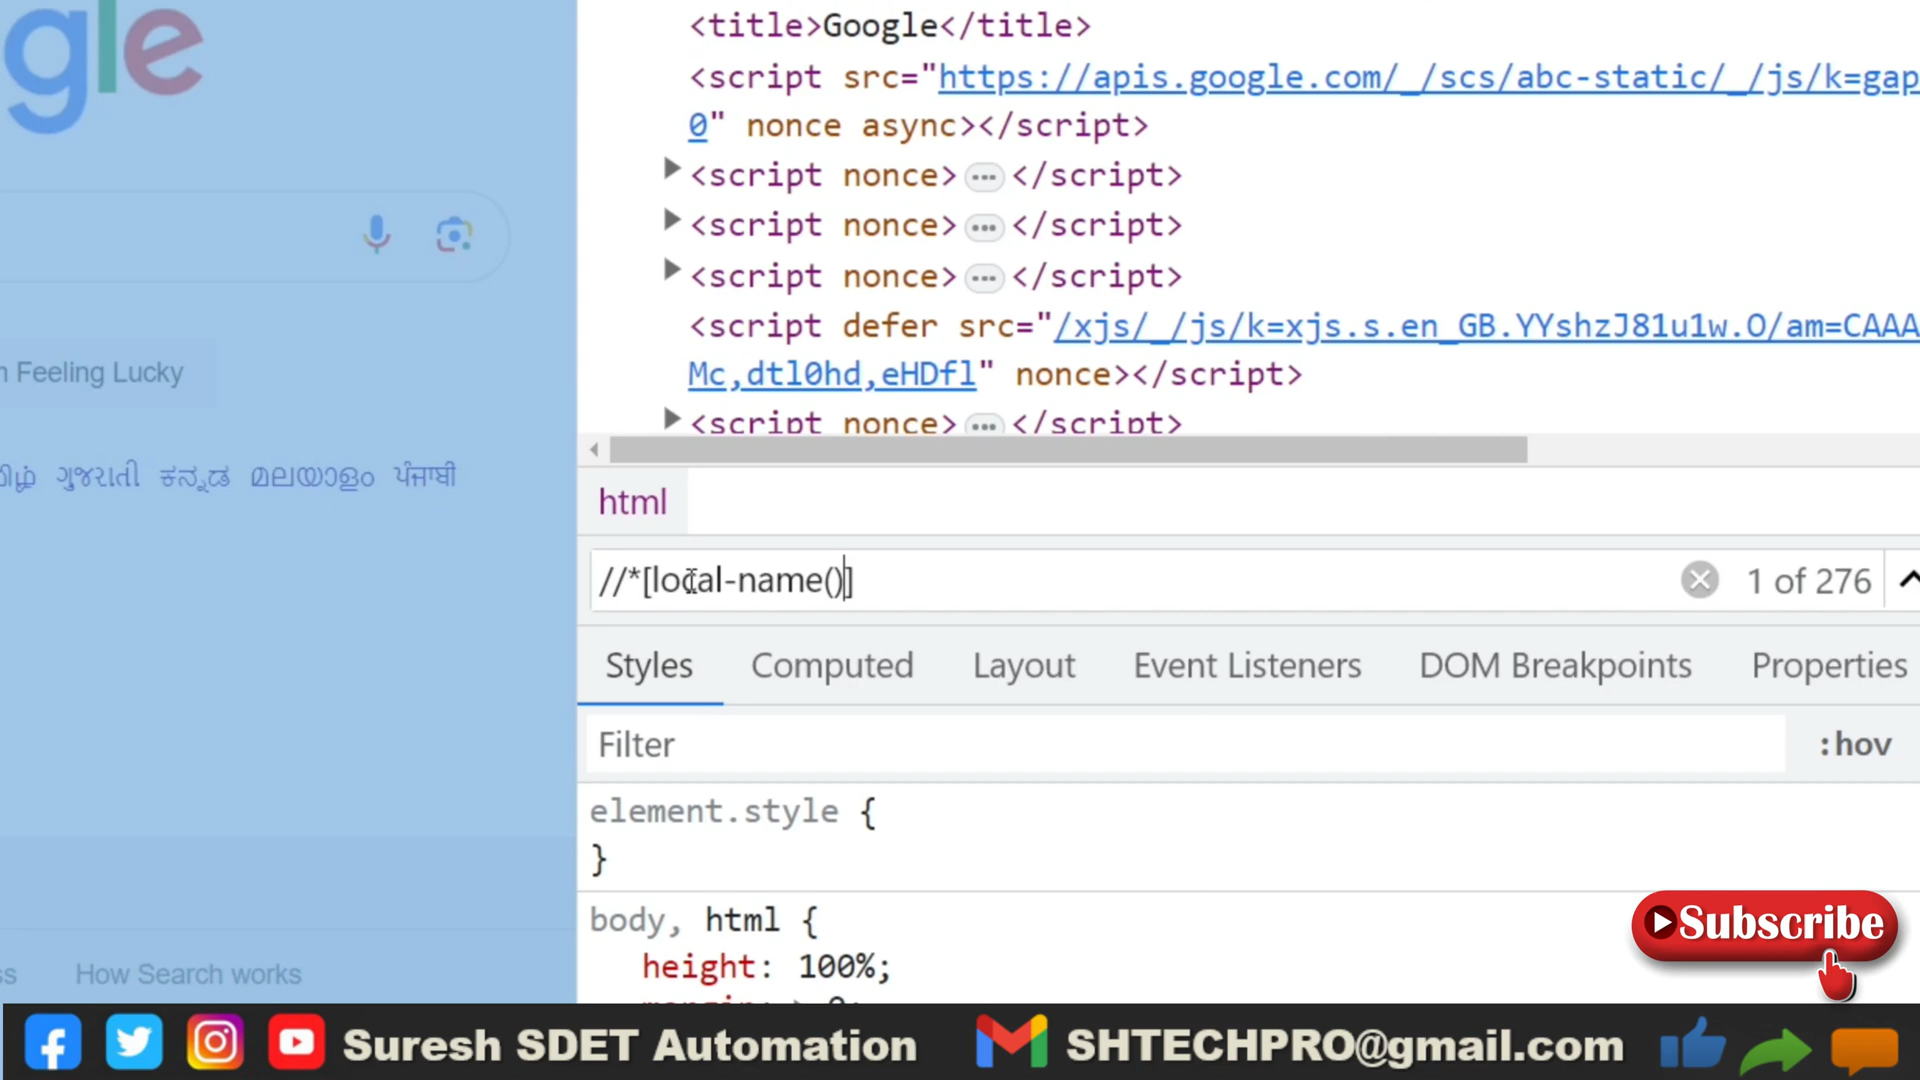 gle
<title>Google</title>
<script src="https://apis.google.com/_/scs/abc-static/_/js/k=gap
0" nonce async></script>
<script nonce>…</script>
<script nonce>…</script>
<script nonce>…</script>
<script defer src="/xjs/_/js/k=xjs.s.en_GB.YYshzJ81u1w.O/am=CAAA
Mc,dtl0hd,eHDfl" nonce></script>
<script nonce>…</script>
Feeling Lucky
ગુજરાતી ಕನ್ನಡ മലയാളം ਪੰਜਾਬੀ
html
//*[local-name()]
1 of 276
Styles Computed Layout Event Listeners DOM Breakpoints Properties
Filter
:hov
element.style {
}
body, html {
height: 100%;
How Search works
Subscribe
Suresh SDET Automation
SHTECHPRO@gmail.com